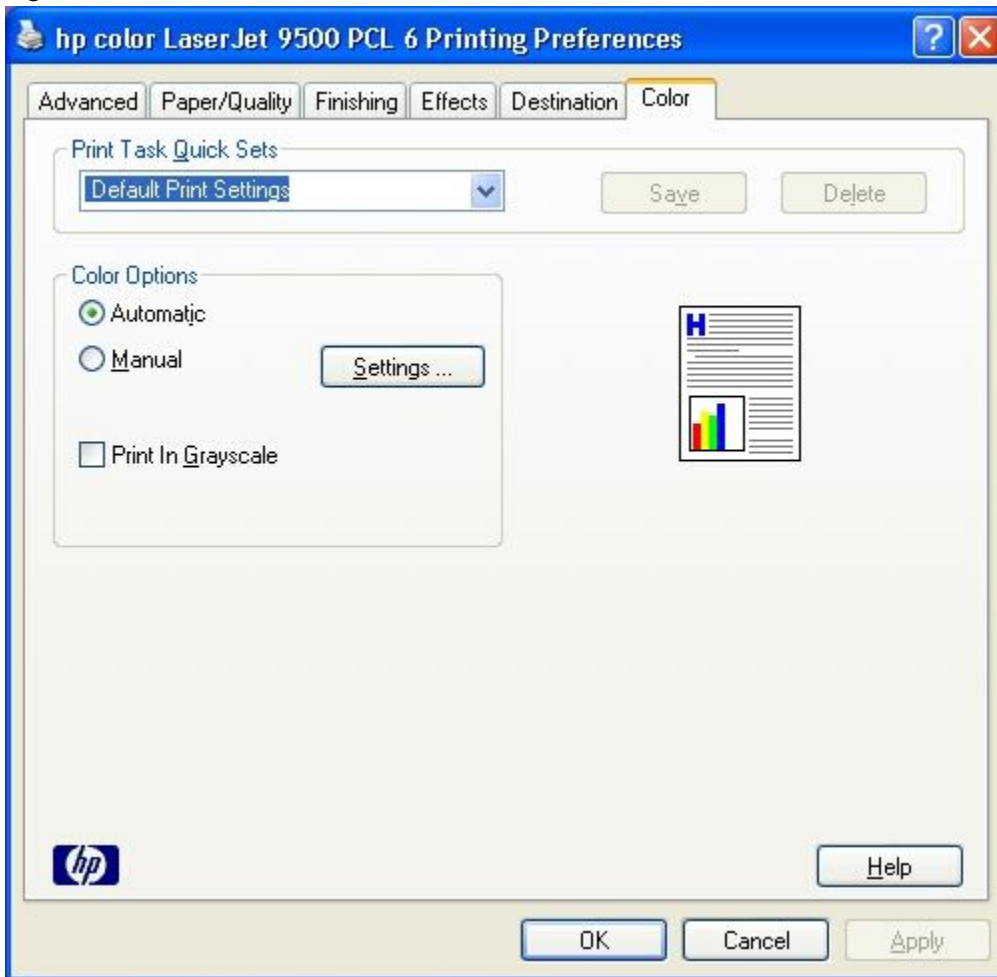 hp color LaserJet 9500 PCL 6 Printing Preferences
Advanced Paper/Quality Finishing Effects Destination Color
Print Task Quick Sets
Default Print Settings Save Delete
Color Options
Automatic
Manual Settings ...
Print In Grayscale
H
hp
Help
OK Cancel Apply